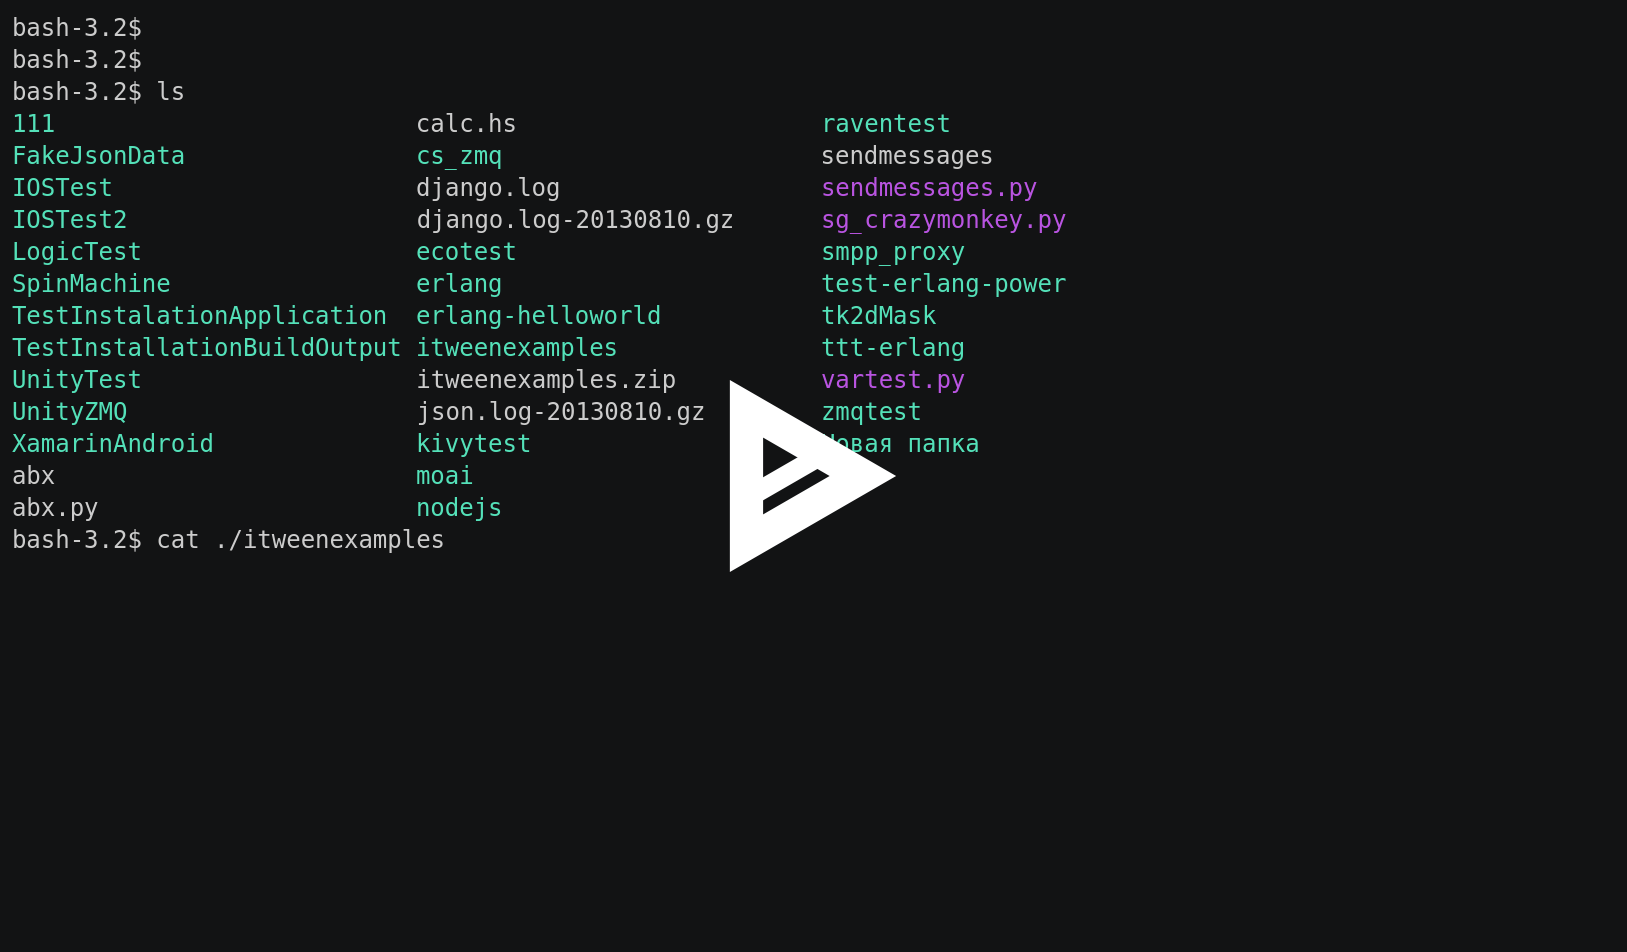 bash-3.2$
bash-3.2$
bash-3.2$ ls
111 calc.hs raventest
FakeJsonData cs_zmq sendmessages
IOSTest django.log sendmessages.py
IOSTest2 django.log-20130810.gz sg_crazymonkey.py
LogicTest ecotest smpp_proxy
SpinMachine erlang test-erlang-power
TestInstalationApplication erlang-helloworld tk2dMask
TestInstallationBuildOutput itweenexamples ttt-erlang
UnityTest itweenexamples.zip vartest.py
UnityZMQ json.log-20130810.gz zmqtest
XamarinAndroid kivytest Новая папка
abx moai
abx.py nodejs
bash-3.2$ cat ./itweenexamples